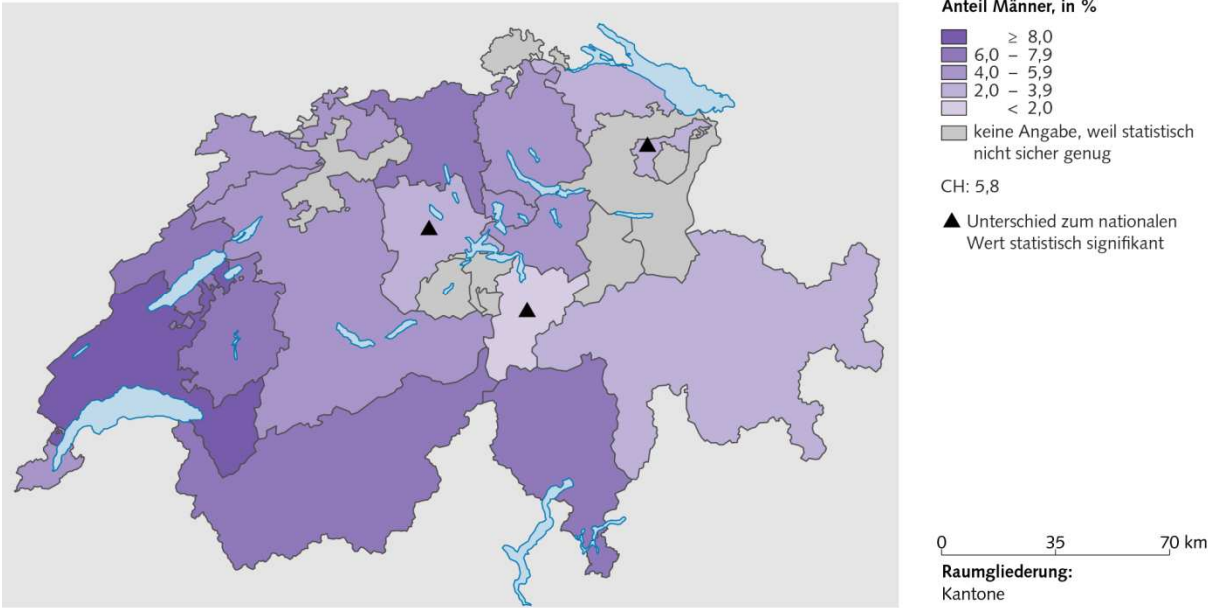 Anteil Männer, in %
≥ 8,0
6,0 – 7,9
4,0 – 5,9
2,0 – 3,9
< 2,0
keine Angabe, weil statistisch
nicht sicher genug
CH: 5,8
▲ Unterschied zum nationalen
Wert statistisch signifikant
0 35 70 km
Raumgliederung:
Kantone